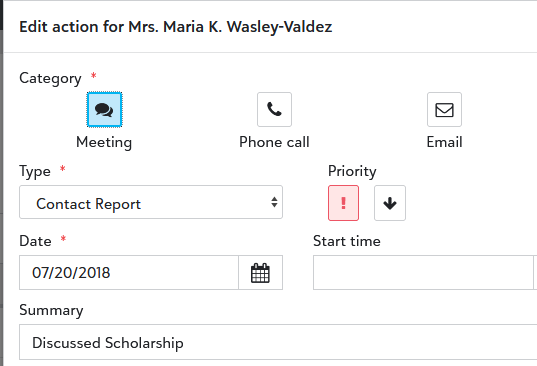 Edit action for Mrs. Maria K. Wasley-Valdez
Category *
Meeting Phone call Email
Type * Priority
Contact Report !
Date * Start time
07/20/2018
Summary
Discussed Scholarship